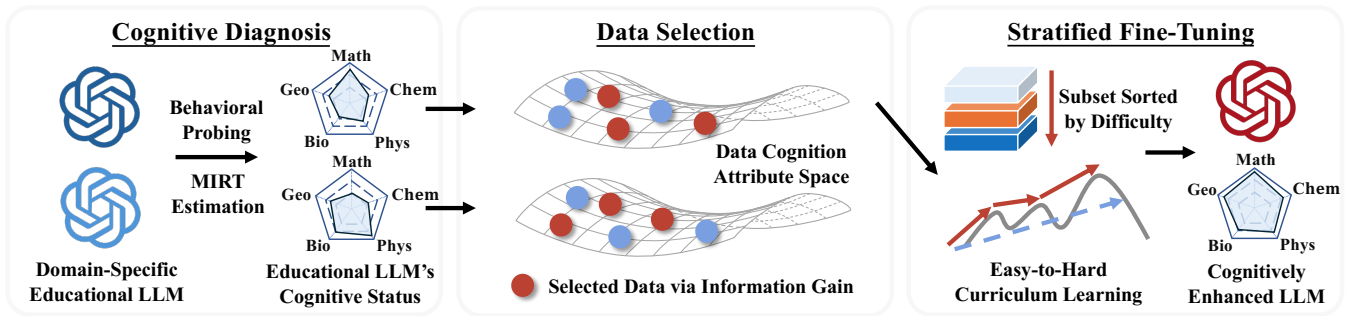 Cognitive Diagnosis
Behavioral
Probing
MIRT
Estimation
Domain-Specific
Educational LLM
Math
Geo
Chem
Bio
Phys
Math
Geo
Chem
Bio
Phys
Educational LLM's
Cognitive Status
Data Selection
Data Cognition
Attribute Space
Selected Data via Information Gain
Stratified Fine-Tuning
Subset Sorted
by Difficulty
Easy-to-Hard
Curriculum Learning
Math
Geo
Chem
Bio
Phys
Cognitively
Enhanced LLM